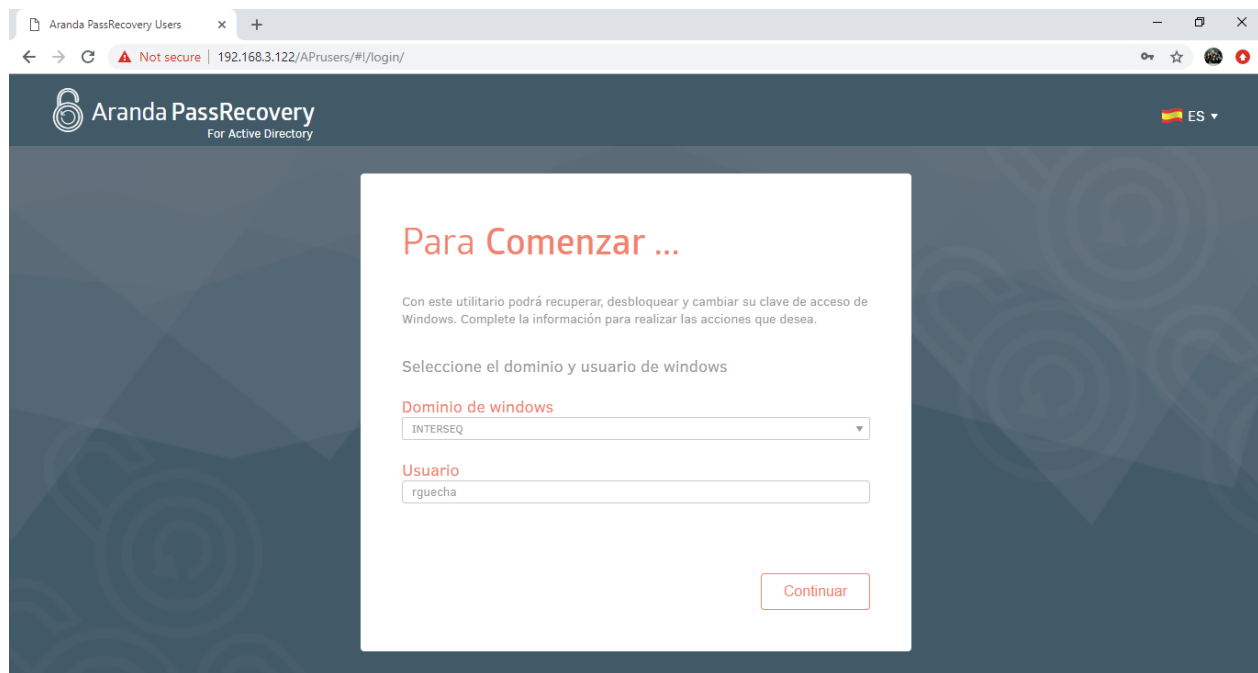 Aranda PassRecovery Users
Not secure | 192.168.3.122/APrusers/#!/login/
Aranda PassRecovery
For Active Directory
ES
Para Comenzar ...
Con este utilitario podrá recuperar, desbloquear y cambiar su clave de acceso de
Windows. Complete la información para realizar las acciones que desea.
Seleccione el dominio y usuario de windows
Dominio de windows
INTERSEQ
Usuario
rguecha
Continuar